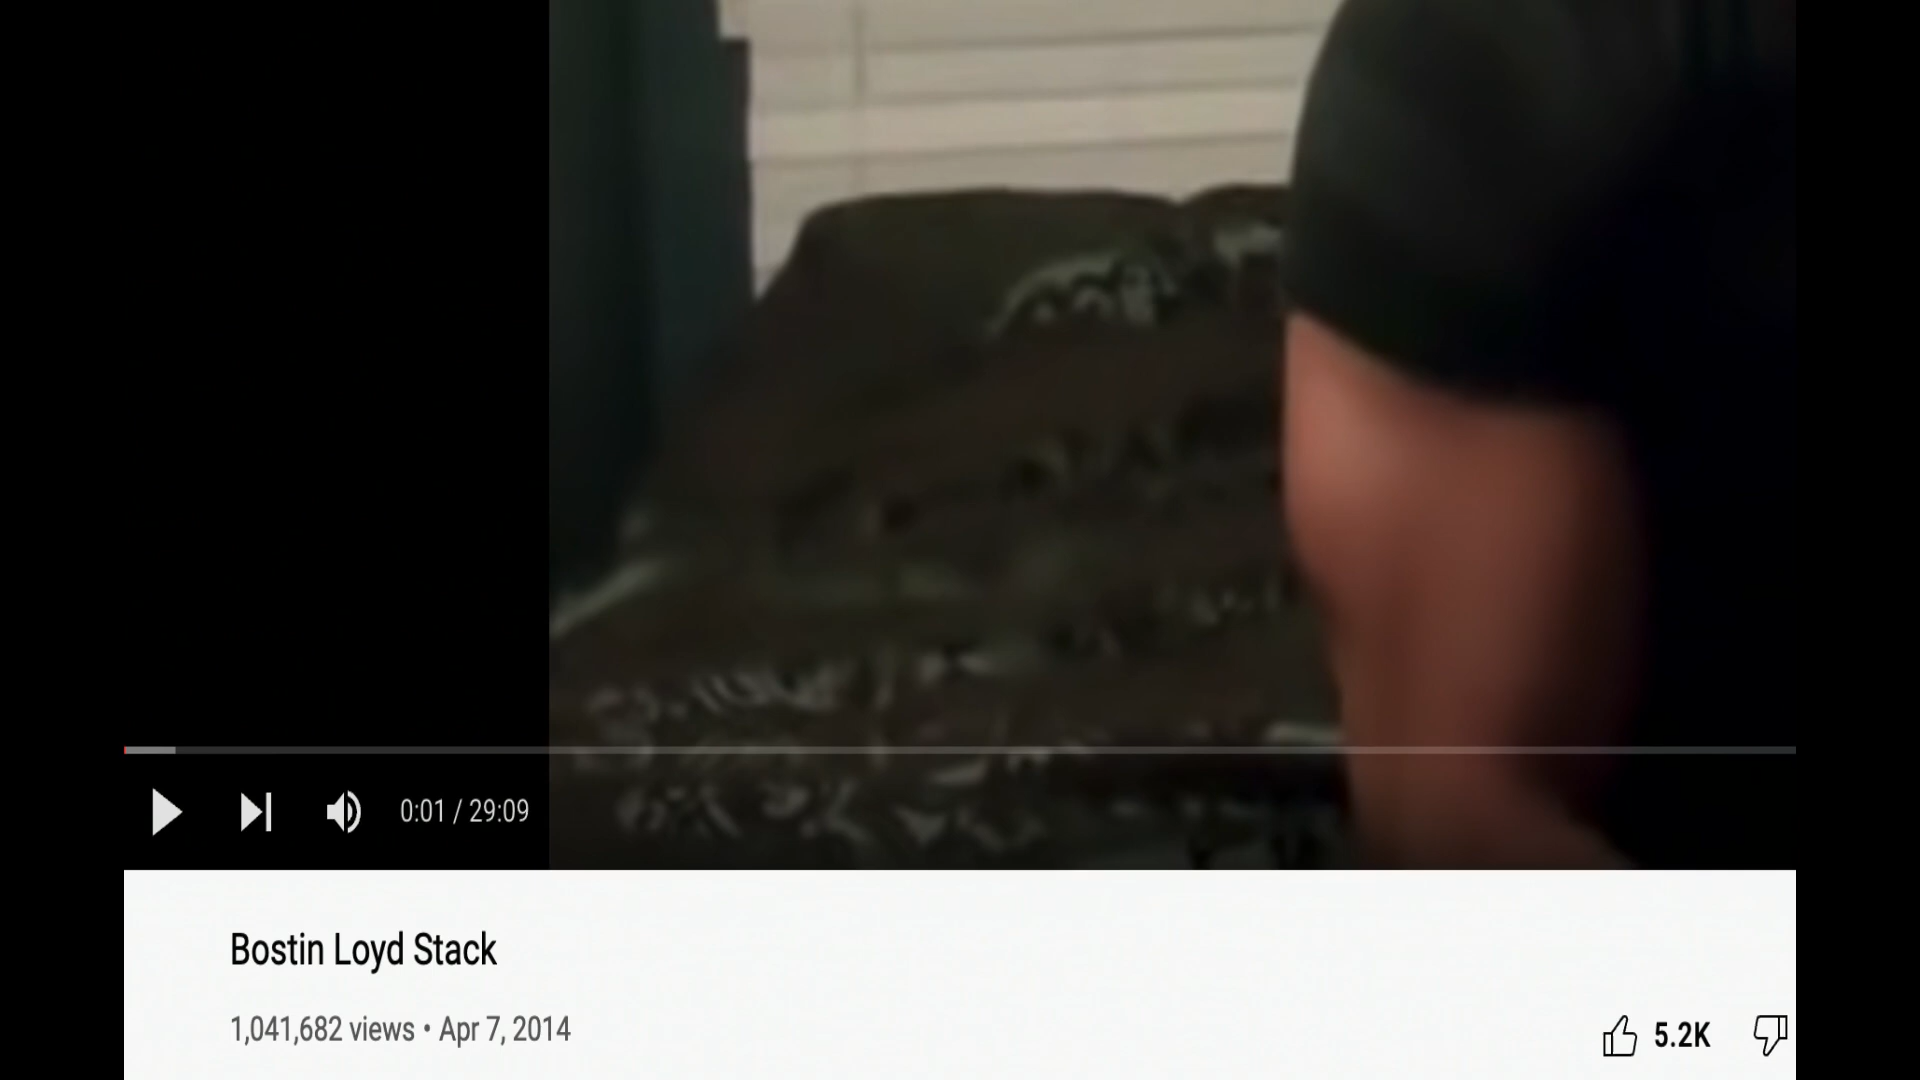 0:01 / 29:09
Bostin Loyd Stack
1,041,682 views • Apr 7, 2014
5.2K